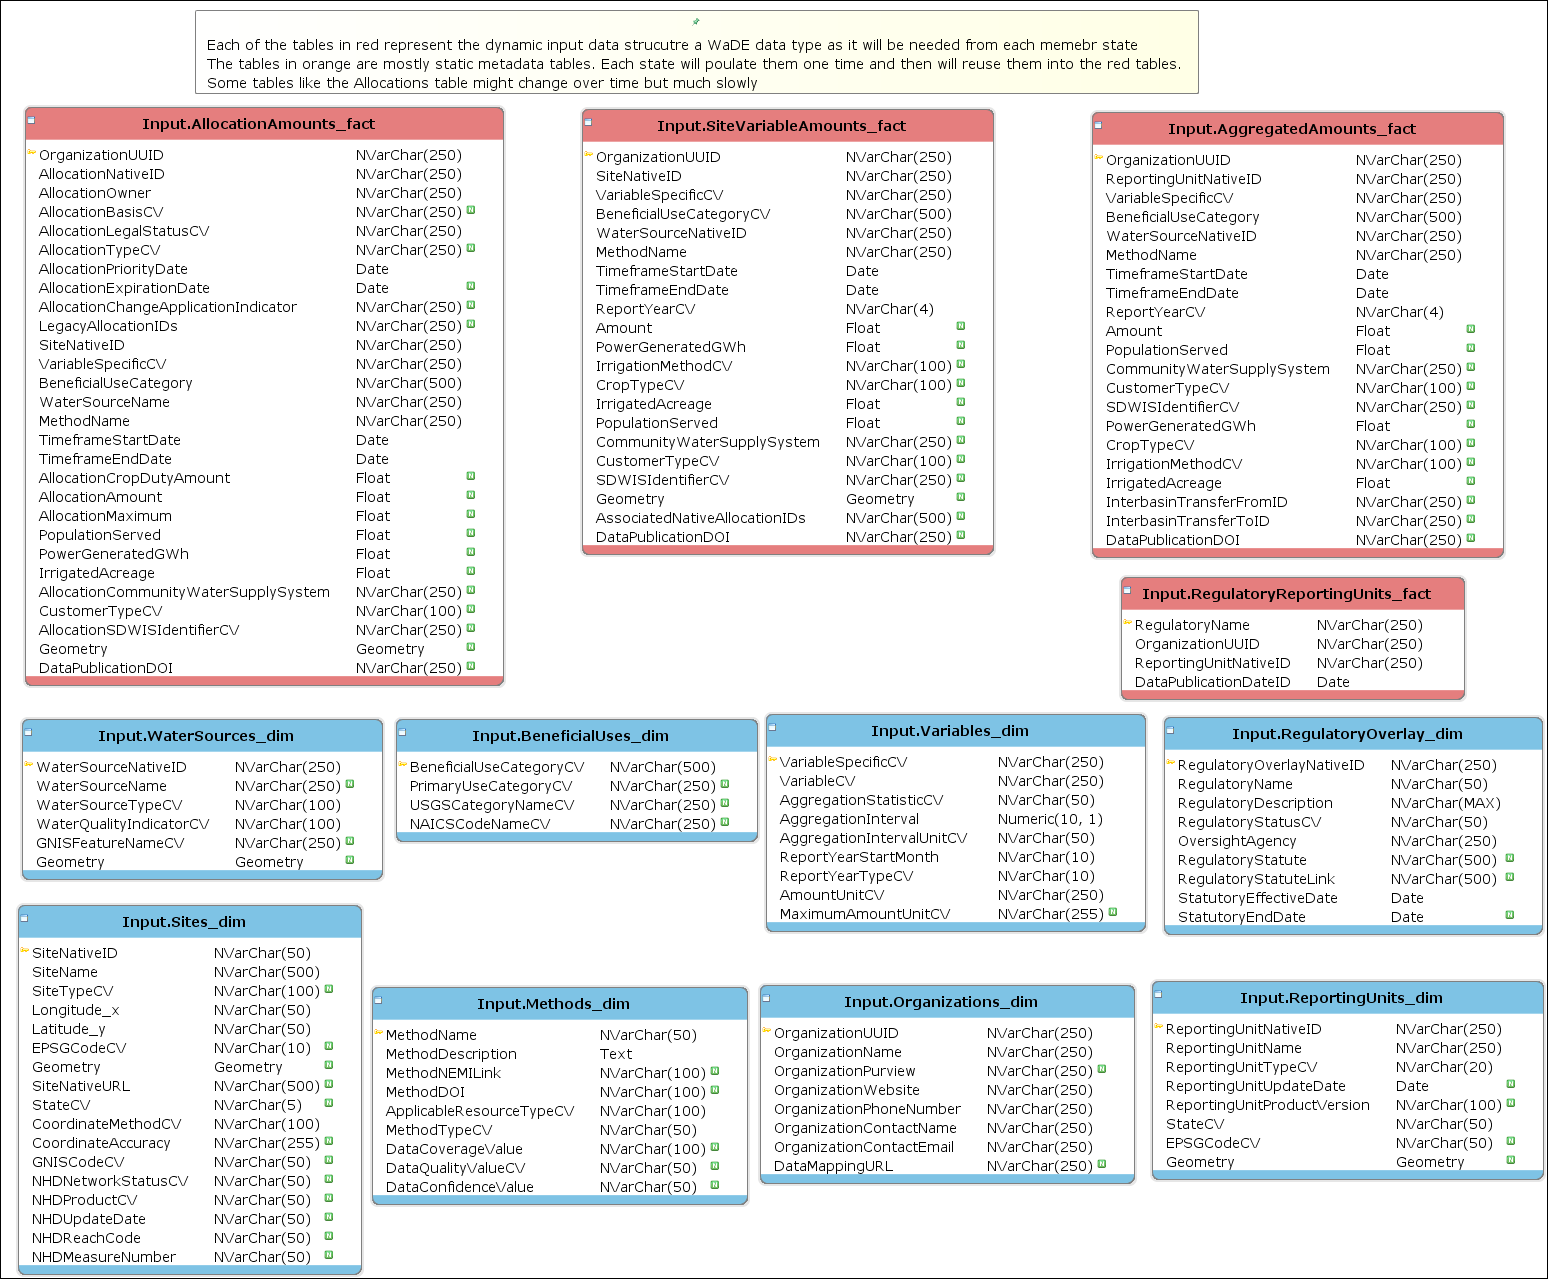 Each of the tables in red represent the dynamic input data strucutre a WaDE data type as it will be needed from each memebr state
The tables in orange are mostly static metadata tables. Each state will poulate them one time and then will reuse them into the red tables.
Some tables like the Allocations table might change over time but much slowly
Input.AllocationAmounts_fact
OrganizationUUID NVarChar(250)
AllocationNativeID NVarChar(250)
AllocationOwner NVarChar(250)
AllocationBasisCV NVarChar(250) N
AllocationLegalStatusCV NVarChar(250)
AllocationTypeCV NVarChar(250) N
AllocationPriorityDate Date
AllocationExpirationDate Date N
AllocationChangeApplicationIndicator NVarChar(250) N
LegacyAllocationIDs NVarChar(250) N
SiteNativeID NVarChar(250)
VariableSpecificCV NVarChar(250)
BeneficialUseCategory NVarChar(500)
WaterSourceName NVarChar(250)
MethodName NVarChar(250)
TimeframeStartDate Date
TimeframeEndDate Date
AllocationCropDutyAmount Float N
AllocationAmount Float N
AllocationMaximum Float N
PopulationServed Float N
PowerGeneratedGWh Float N
IrrigatedAcreage Float N
AllocationCommunityWaterSupplySystem NVarChar(250) N
CustomerTypeCV NVarChar(100) N
AllocationSDWISIdentifierCV NVarChar(250) N
Geometry Geometry N
DataPublicationDOI NVarChar(250) N
Input.SiteVariableAmounts_fact
OrganizationUUID NVarChar(250)
SiteNativeID NVarChar(250)
VariableSpecificCV NVarChar(250)
BeneficialUseCategoryCV NVarChar(500)
WaterSourceNativeID NVarChar(250)
MethodName NVarChar(250)
TimeframeStartDate Date
TimeframeEndDate Date
ReportYearCV NVarChar(4)
Amount Float N
PowerGeneratedGWh Float N
IrrigationMethodCV NVarChar(100) N
CropTypeCV NVarChar(100) N
IrrigatedAcreage Float N
PopulationServed Float N
CommunityWaterSupplySystem NVarChar(250) N
CustomerTypeCV NVarChar(100) N
SDWISIdentifierCV NVarChar(250) N
Geometry Geometry N
AssociatedNativeAllocationIDs NVarChar(500) N
DataPublicationDOI NVarChar(250) N
Input.AggregatedAmounts_fact
OrganizationUUID NVarChar(250)
ReportingUnitNativeID NVarChar(250)
VariableSpecificCV NVarChar(250)
BeneficialUseCategory NVarChar(500)
WaterSourceNativeID NVarChar(250)
MethodName NVarChar(250)
TimeframeStartDate Date
TimeframeEndDate Date
ReportYearCV NVarChar(4)
Amount Float N
PopulationServed Float N
CommunityWaterSupplySystem NVarChar(250) N
CustomerTypeCV NVarChar(100) N
SDWISIdentifierCV NVarChar(250) N
PowerGeneratedGWh Float N
CropTypeCV NVarChar(100) N
IrrigationMethodCV NVarChar(100) N
IrrigatedAcreage Float N
InterbasinTransferFromID NVarChar(250) N
InterbasinTransferToID NVarChar(250) N
DataPublicationDOI NVarChar(250) N
Input.RegulatoryReportingUnits_fact
RegulatoryName NVarChar(250)
OrganizationUUID NVarChar(250)
ReportingUnitNativeID NVarChar(250)
DataPublicationDateID Date
Input.WaterSources_dim
WaterSourceNativeID NVarChar(250)
WaterSourceName NVarChar(250) N
WaterSourceTypeCV NVarChar(100)
WaterQualityIndicatorCV NVarChar(100)
GNISFeatureNameCV NVarChar(250) N
Geometry Geometry N
Input.BeneficialUses_dim
BeneficialUseCategoryCV NVarChar(500)
PrimaryUseCategoryCV NVarChar(250) N
USGSCategoryNameCV NVarChar(250) N
NAICSCodeNameCV NVarChar(250) N
Input.Variables_dim
VariableSpecificCV NVarChar(250)
VariableCV NVarChar(250)
AggregationStatisticCV NVarChar(50)
AggregationInterval Numeric(10, 1)
AggregationIntervalUnitCV NVarChar(50)
ReportYearStartMonth NVarChar(10)
ReportYearTypeCV NVarChar(10)
AmountUnitCV NVarChar(250)
MaximumAmountUnitCV NVarChar(255) N
Input.RegulatoryOverlay_dim
RegulatoryOverlayNativeID NVarChar(250)
RegulatoryName NVarChar(50)
RegulatoryDescription NVarChar(MAX)
RegulatoryStatusCV NVarChar(50)
OversightAgency NVarChar(250)
RegulatoryStatute NVarChar(500) N
RegulatoryStatuteLink NVarChar(500) N
StatutoryEffectiveDate Date
StatutoryEndDate Date N
Input.Sites_dim
SiteNativeID NVarChar(50)
SiteName NVarChar(500)
SiteTypeCV NVarChar(100) N
Longitude_x NVarChar(50)
Latitude_y NVarChar(50)
EPSGCodeCV NVarChar(10) N
Geometry Geometry N
SiteNativeURL NVarChar(500) N
StateCV NVarChar(5) N
CoordinateMethodCV NVarChar(100)
CoordinateAccuracy NVarChar(255) N
GNISCodeCV NVarChar(50) N
NHDNetworkStatusCV NVarChar(50) N
NHDProductCV NVarChar(50) N
NHDUpdateDate NVarChar(50) N
NHDReachCode NVarChar(50) N
NHDMeasureNumber NVarChar(50) N
Input.Methods_dim
MethodName NVarChar(50)
MethodDescription Text
MethodNEMILink NVarChar(100) N
MethodDOI NVarChar(100) N
ApplicableResourceTypeCV NVarChar(100)
MethodTypeCV NVarChar(50)
DataCoverageValue NVarChar(100) N
DataQualityValueCV NVarChar(50) N
DataConfidenceValue NVarChar(50) N
Input.Organizations_dim
OrganizationUUID NVarChar(250)
OrganizationName NVarChar(250)
OrganizationPurview NVarChar(250) N
OrganizationWebsite NVarChar(250)
OrganizationPhoneNumber NVarChar(250)
OrganizationContactName NVarChar(250)
OrganizationContactEmail NVarChar(250)
DataMappingURL NVarChar(250) N
Input.ReportingUnits_dim
ReportingUnitNativeID NVarChar(250)
ReportingUnitName NVarChar(250)
ReportingUnitTypeCV NVarChar(20)
ReportingUnitUpdateDate Date N
ReportingUnitProductVersion NVarChar(100) N
StateCV NVarChar(50)
EPSGCodeCV NVarChar(50) N
Geometry Geometry N